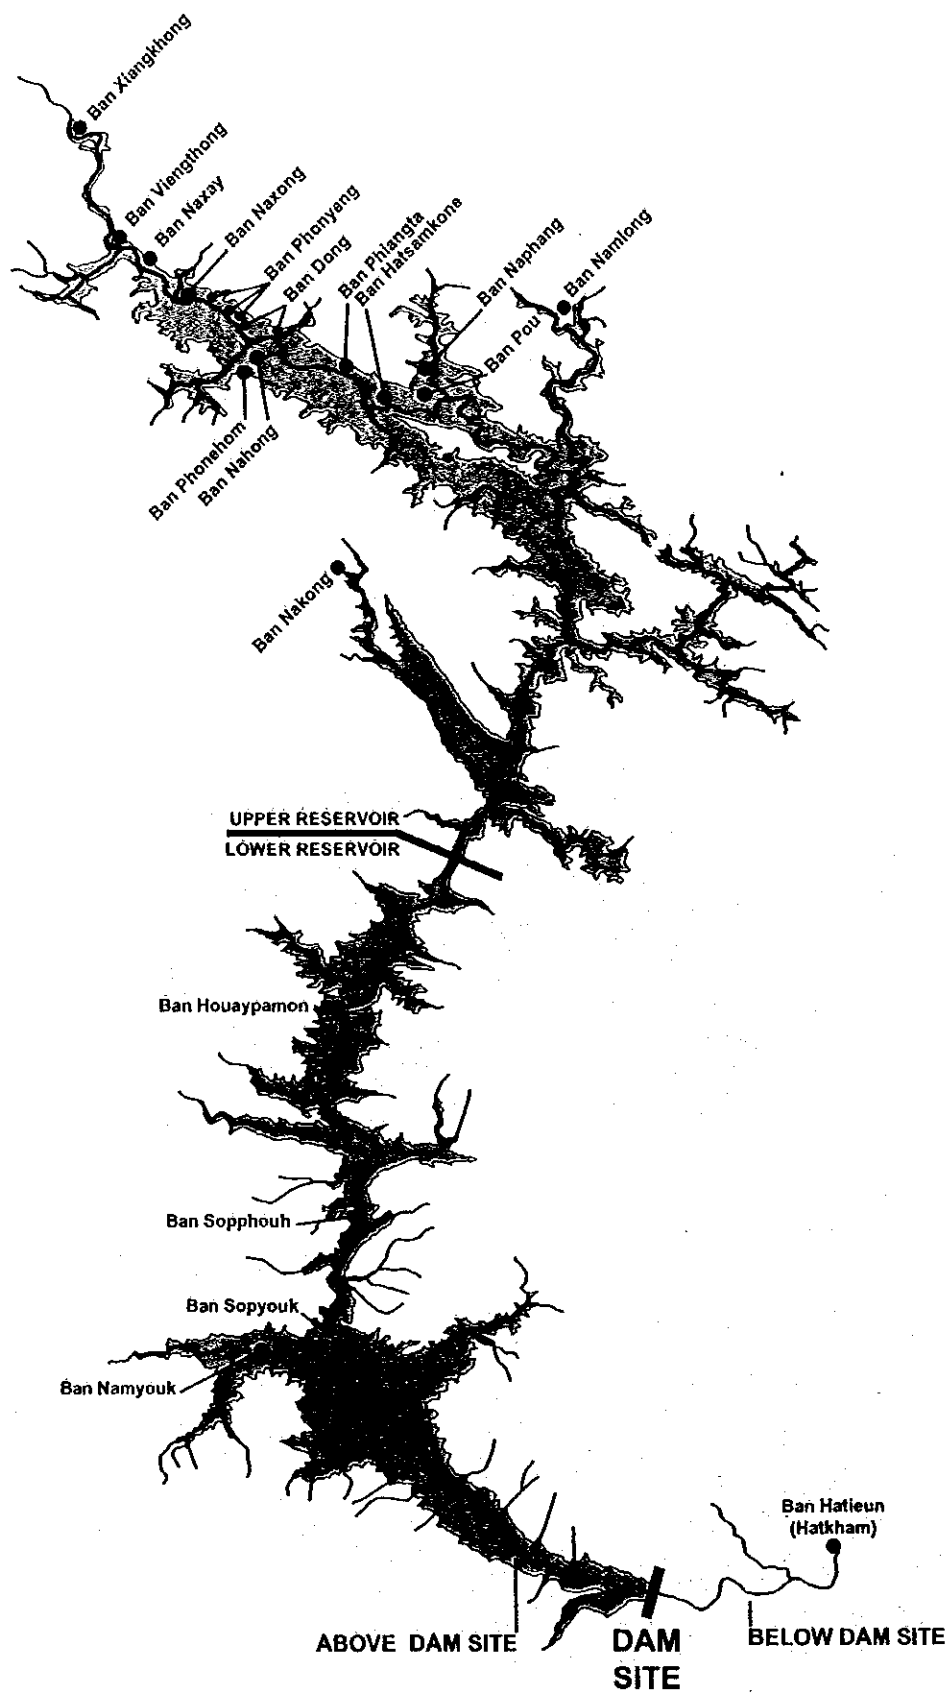 Ban Xiangkhong
Ban Viengthong
Ban Naxay
Ban Naxong
Ban Phonyeng
Ban Dong
Ban Phiangta
Ban Hatsamkone
Ban Naphang
Ban Pou
Ban Namlong
Ban Phonehom
Ban Nahong
Ban Nakong
UPPER RESERVOIR
LOWER RESERVOIR
Ban Houaypamon
Ban Sopphouh
Ban Sopyouk
Ban Namyouk
Ban Hatieun
(Hatkham)
ABOVE DAM SITE
DAM
SITE
BELOW DAM SITE